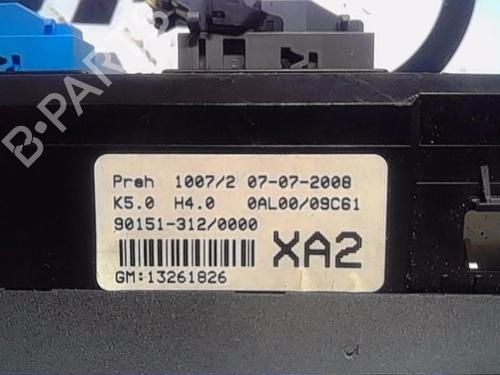 B-PARTS
Preh 1007/2 07-07-2008
K5.0 H4.0 0AL00/09C61
90151-312/0000
XA2
GM:13261826